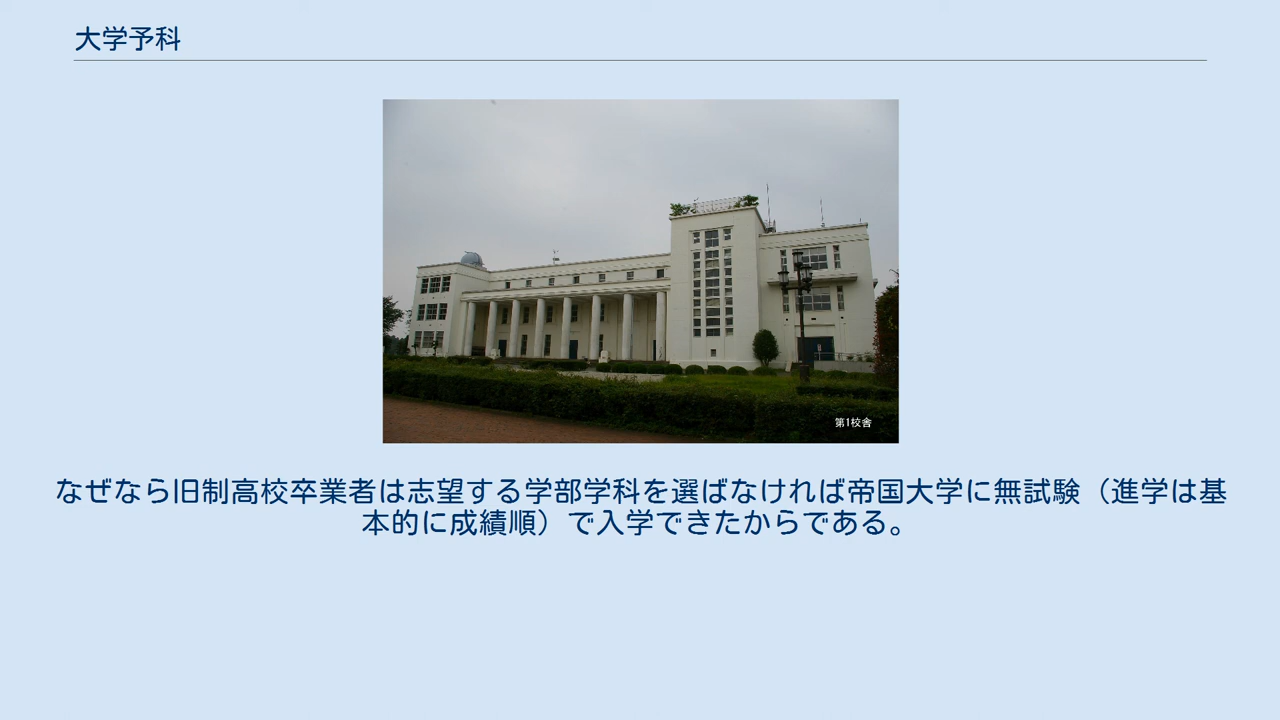 大学予科
第1校舎
なぜなら旧制高校卒業者は志望する学部学科を選ばなければ帝国大学に無試験（進学は基
本的に成績順）で入学できたからである。